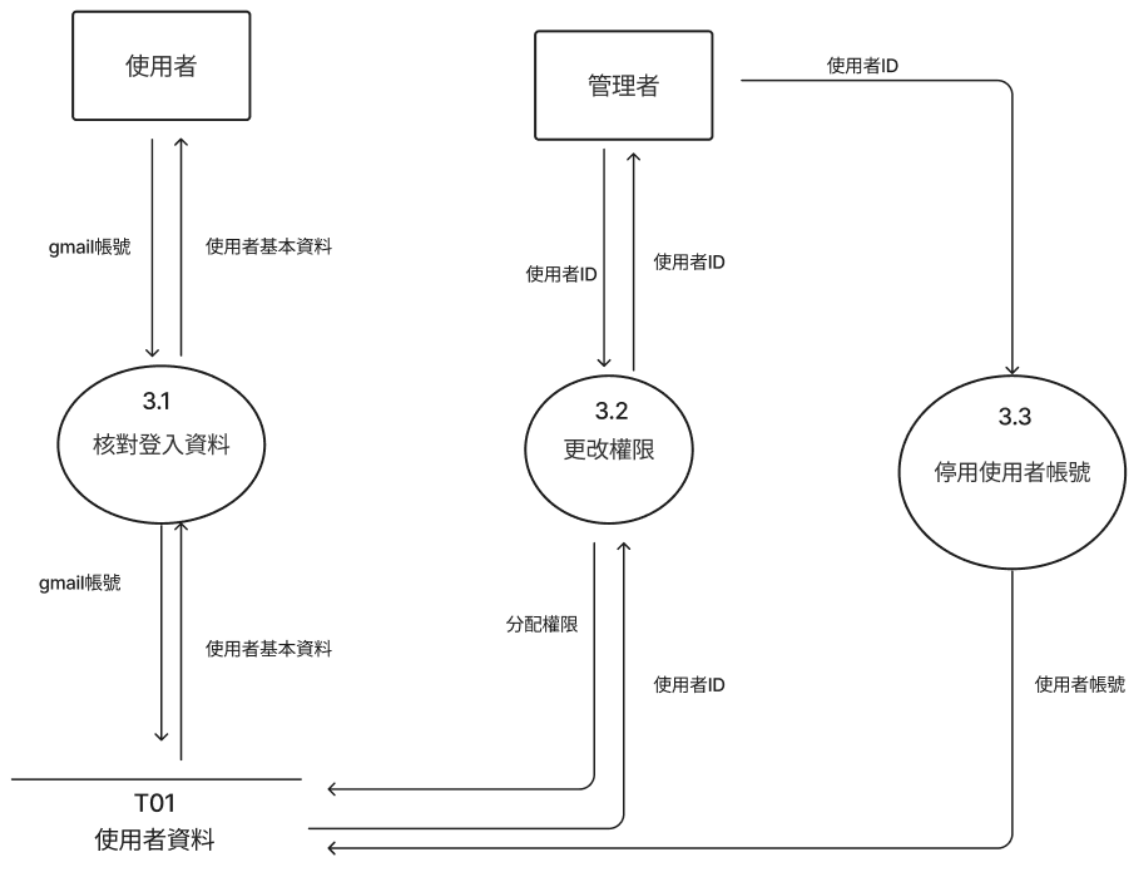 使用者
管理者
使用者ID
gmail帳號
使用者基本資料
使用者ID
使用者ID
3.1
核對登入資料
3.2
更改權限
3.3
停用使用者帳號
gmail帳號
使用者基本資料
分配權限
使用者ID
使用者帳號
T01
使用者資料